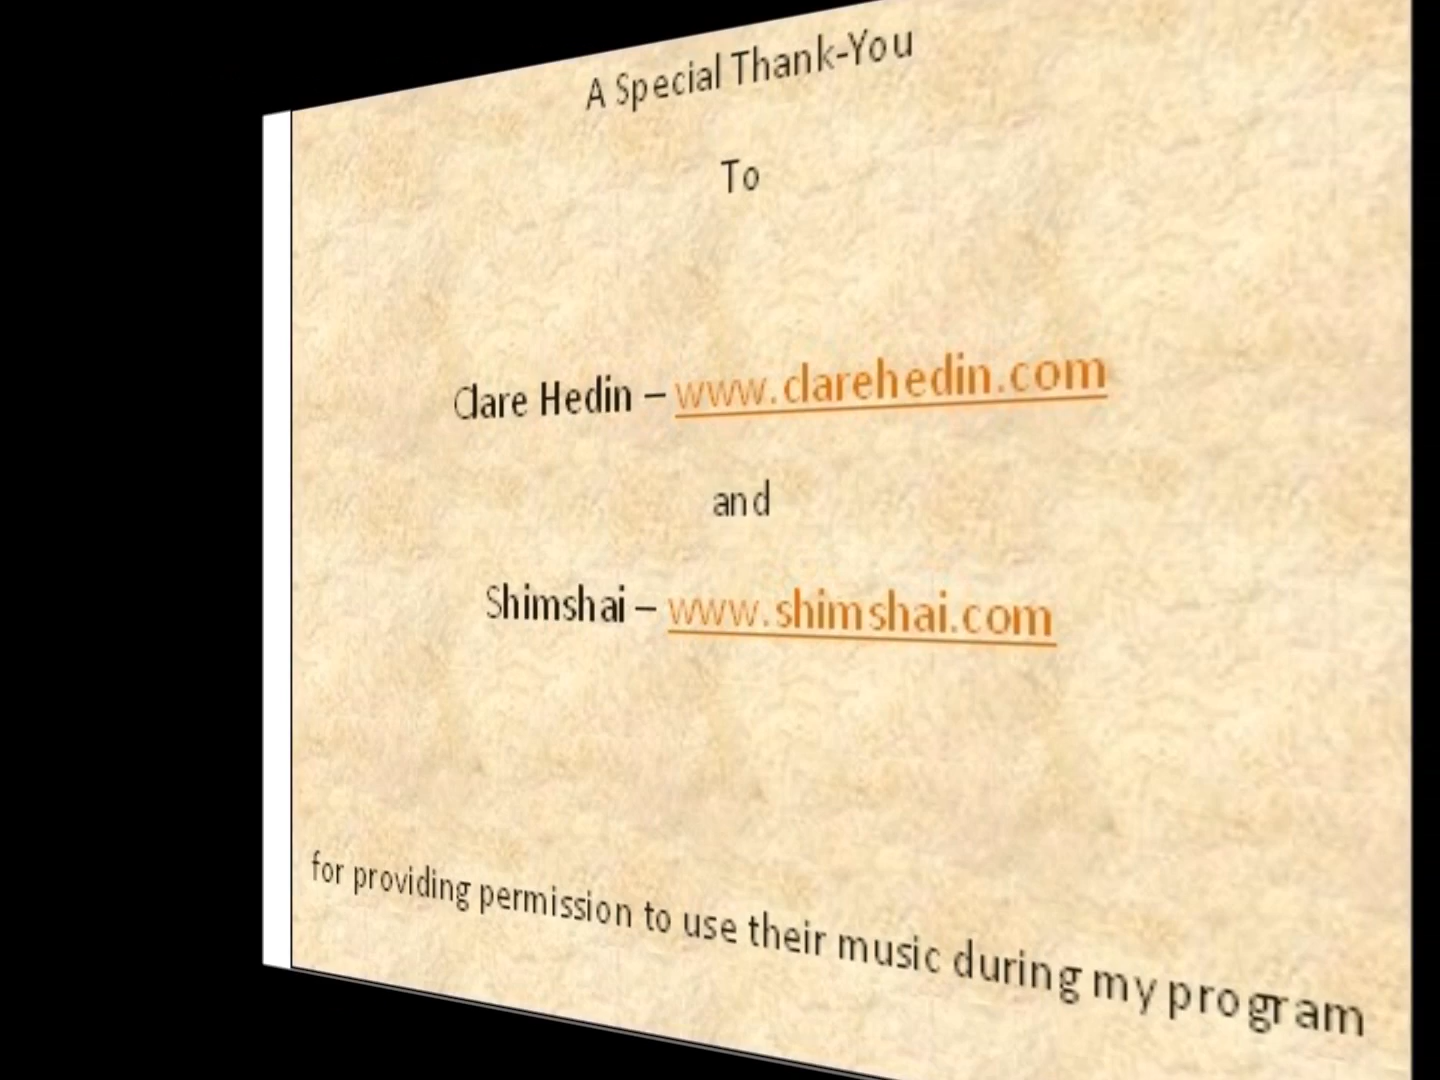 A Special Thank-You
To
Clare Hedin – www.clarehedin.com
and
Shimshai – www.shimshai.com
for providing permission to use their music during my program